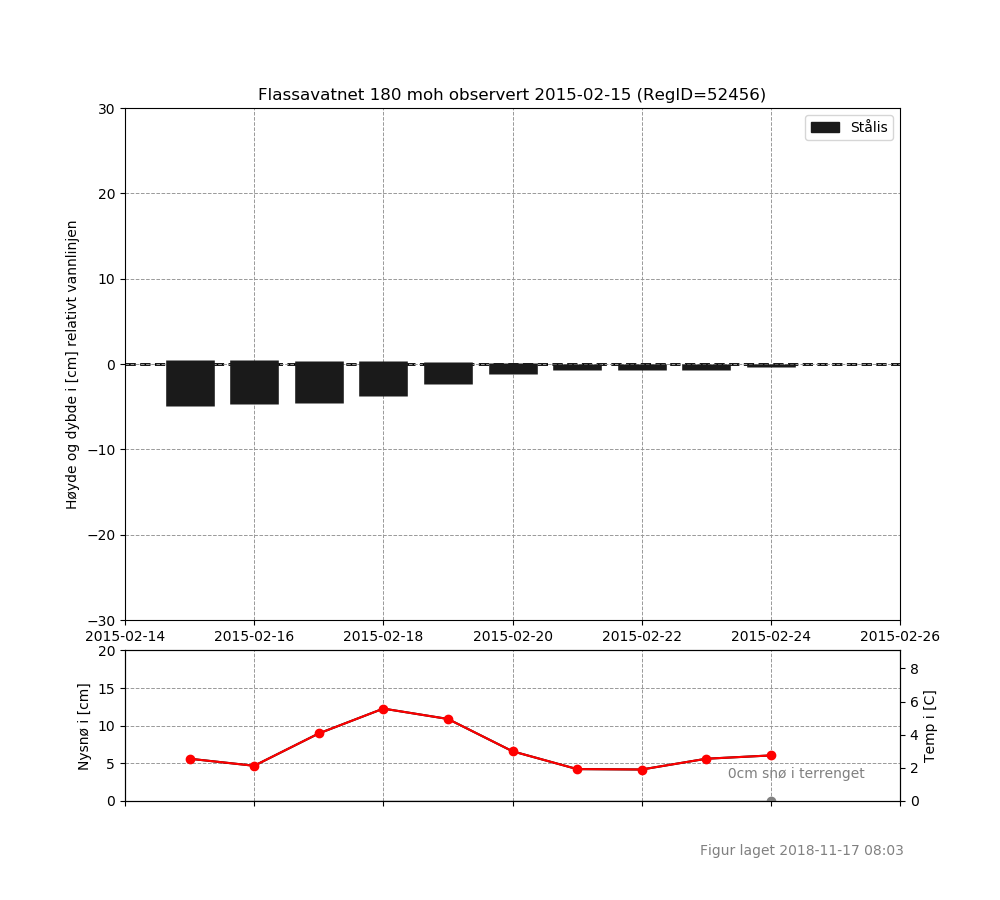 Flassavatnet 180 moh observert 2015-02-15 (RegID=52456)
Stålis
30
20
10
0
−10
−20
−30
Høyde og dybde i [cm] relativt vannlinjen
2015-02-14 2015-02-16 2015-02-18 2015-02-20 2015-02-22 2015-02-24 2015-02-26
20
15
10
5
0
Nysnø i [cm]
8
6
4
2
0
Temp i [C]
0cm snø i terrenget
Figur laget 2018-11-17 08:03